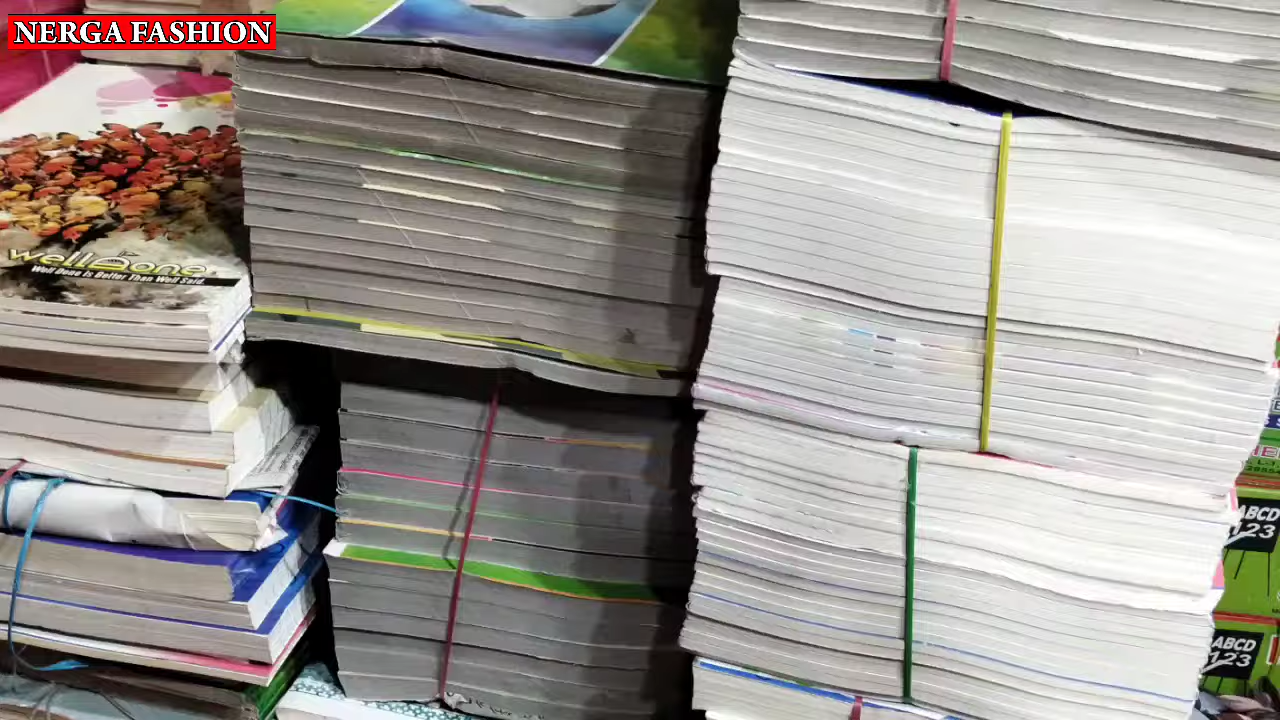 NERGA FASHION
wellDone
Well Done Is Better Than Well Said.
ABCD
123
ABCD
123